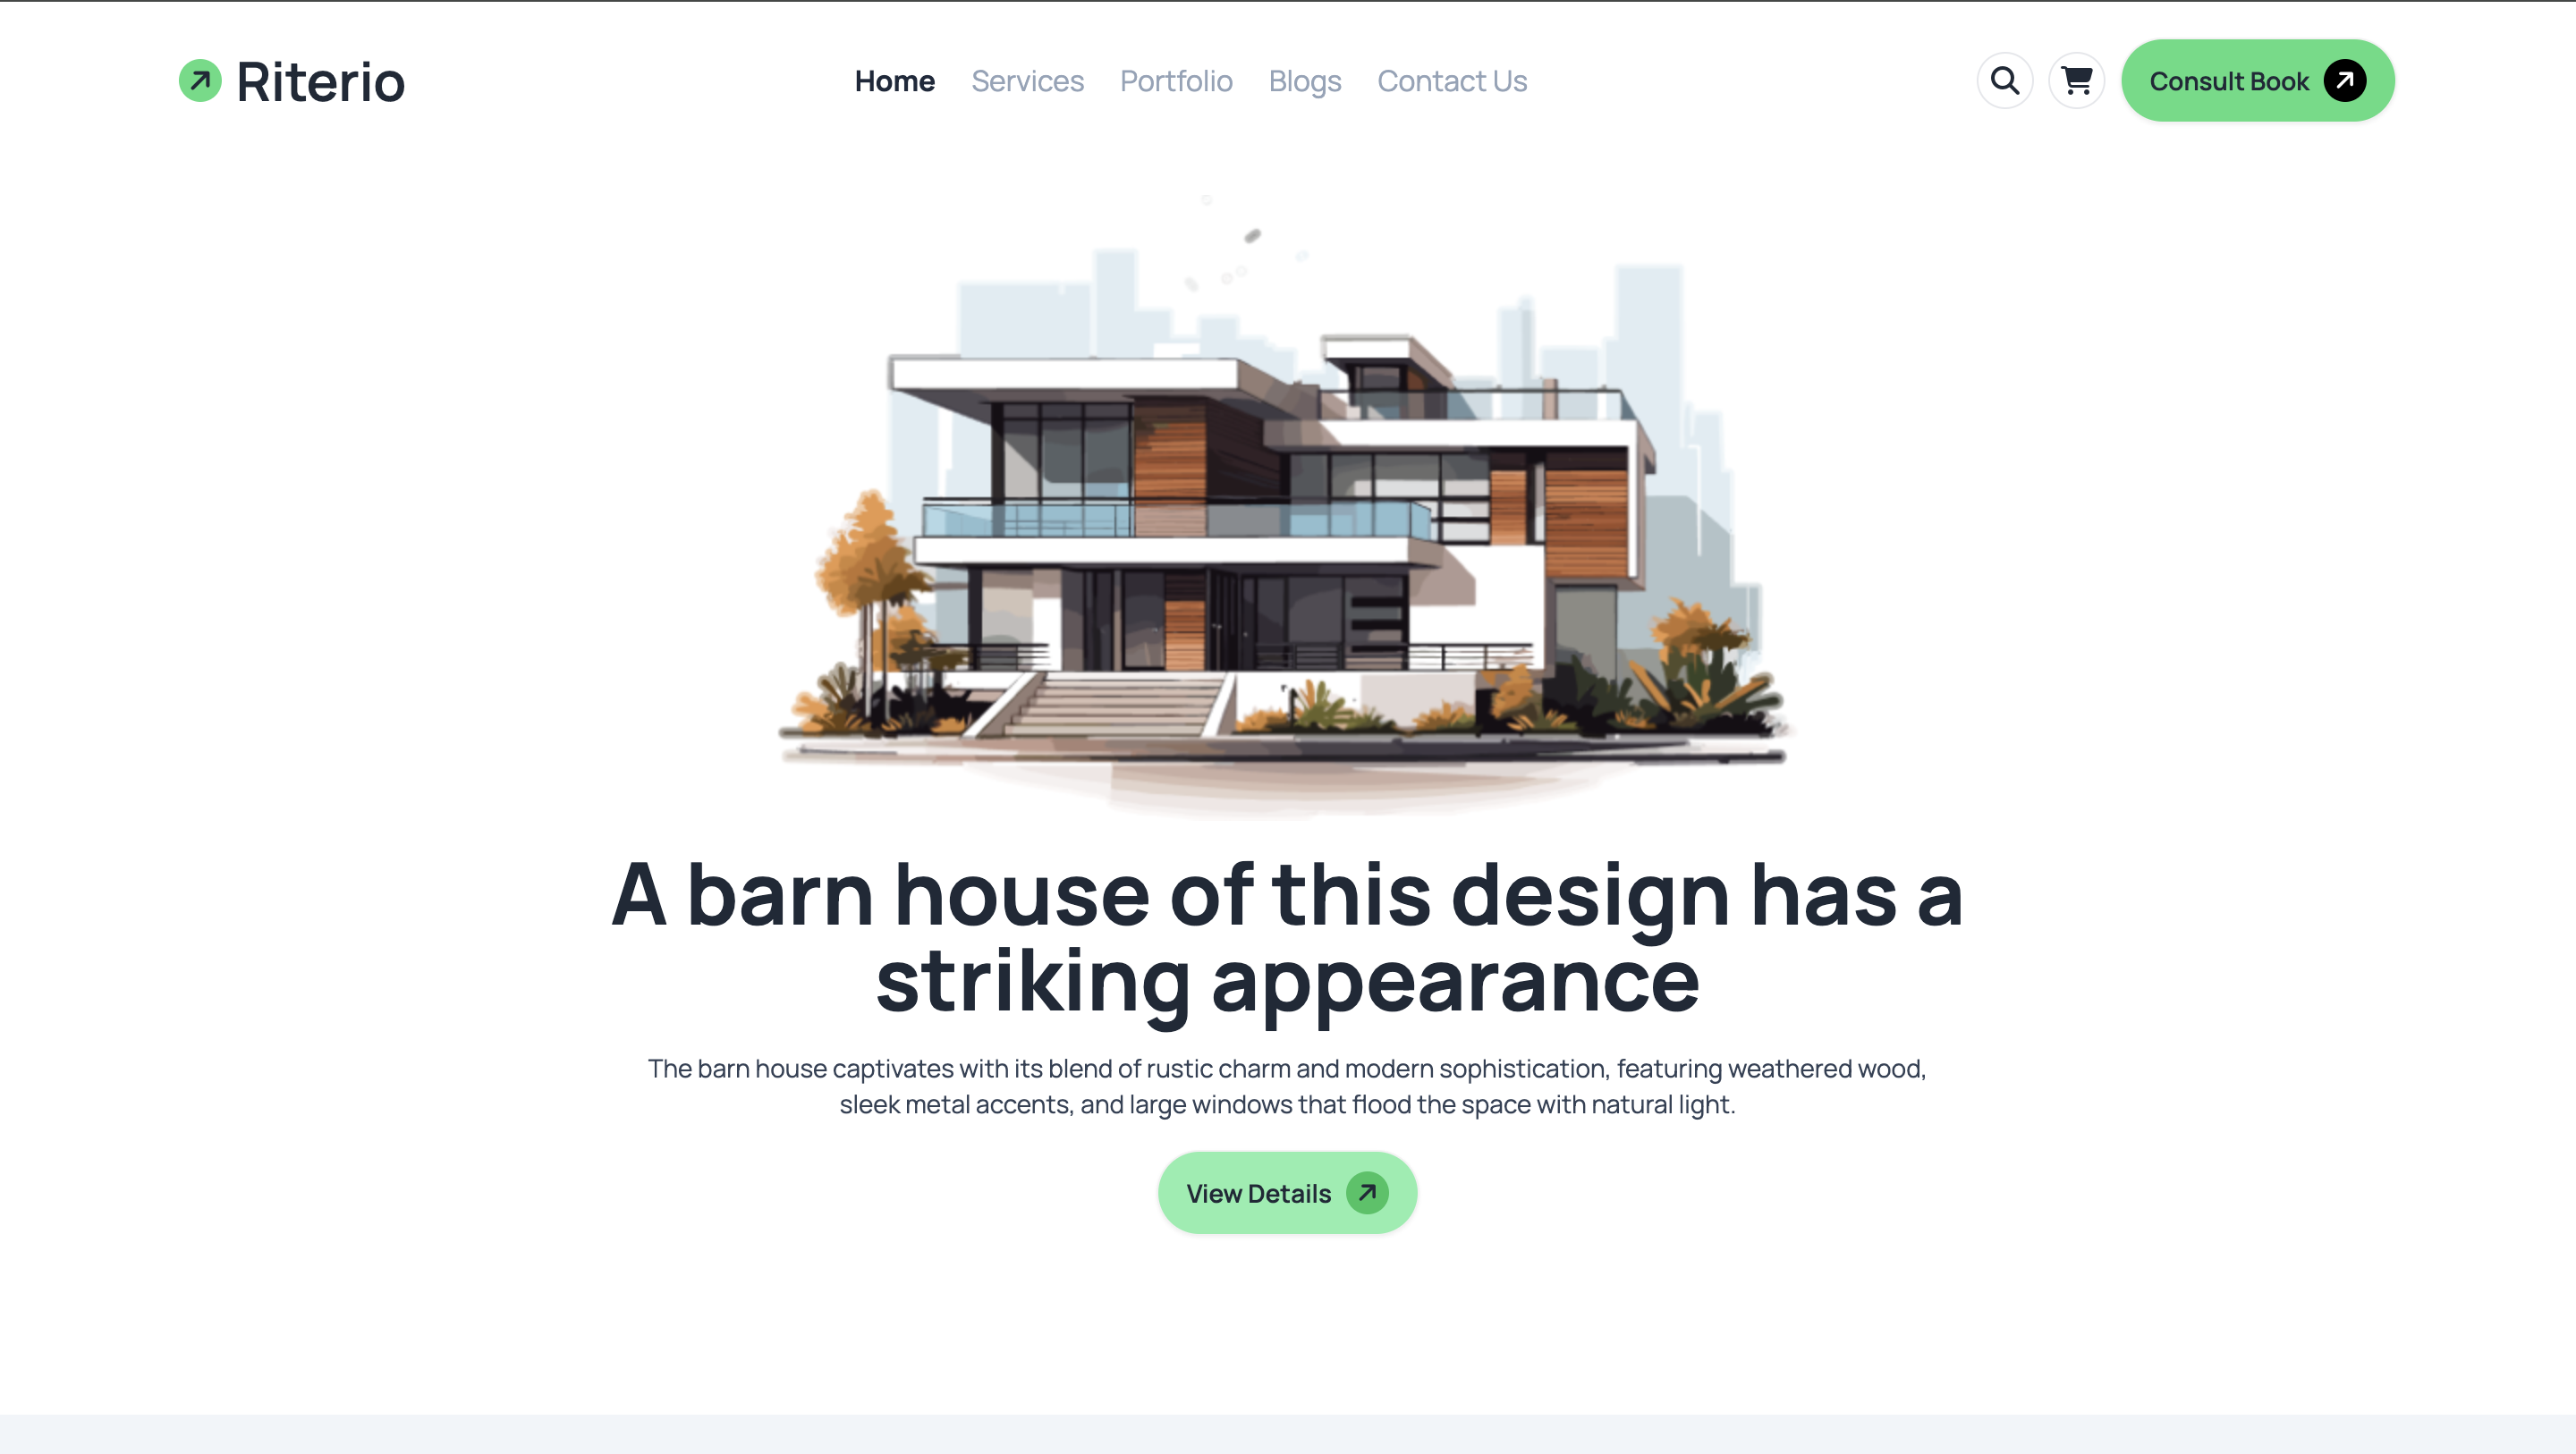 Riterio
Home Services Portfolio Blogs Contact Us
Consult Book
A barn house of this design has a
striking appearance
The barn house captivates with its blend of rustic charm and modern sophistication, featuring weathered wood,
sleek metal accents, and large windows that flood the space with natural light.
View Details